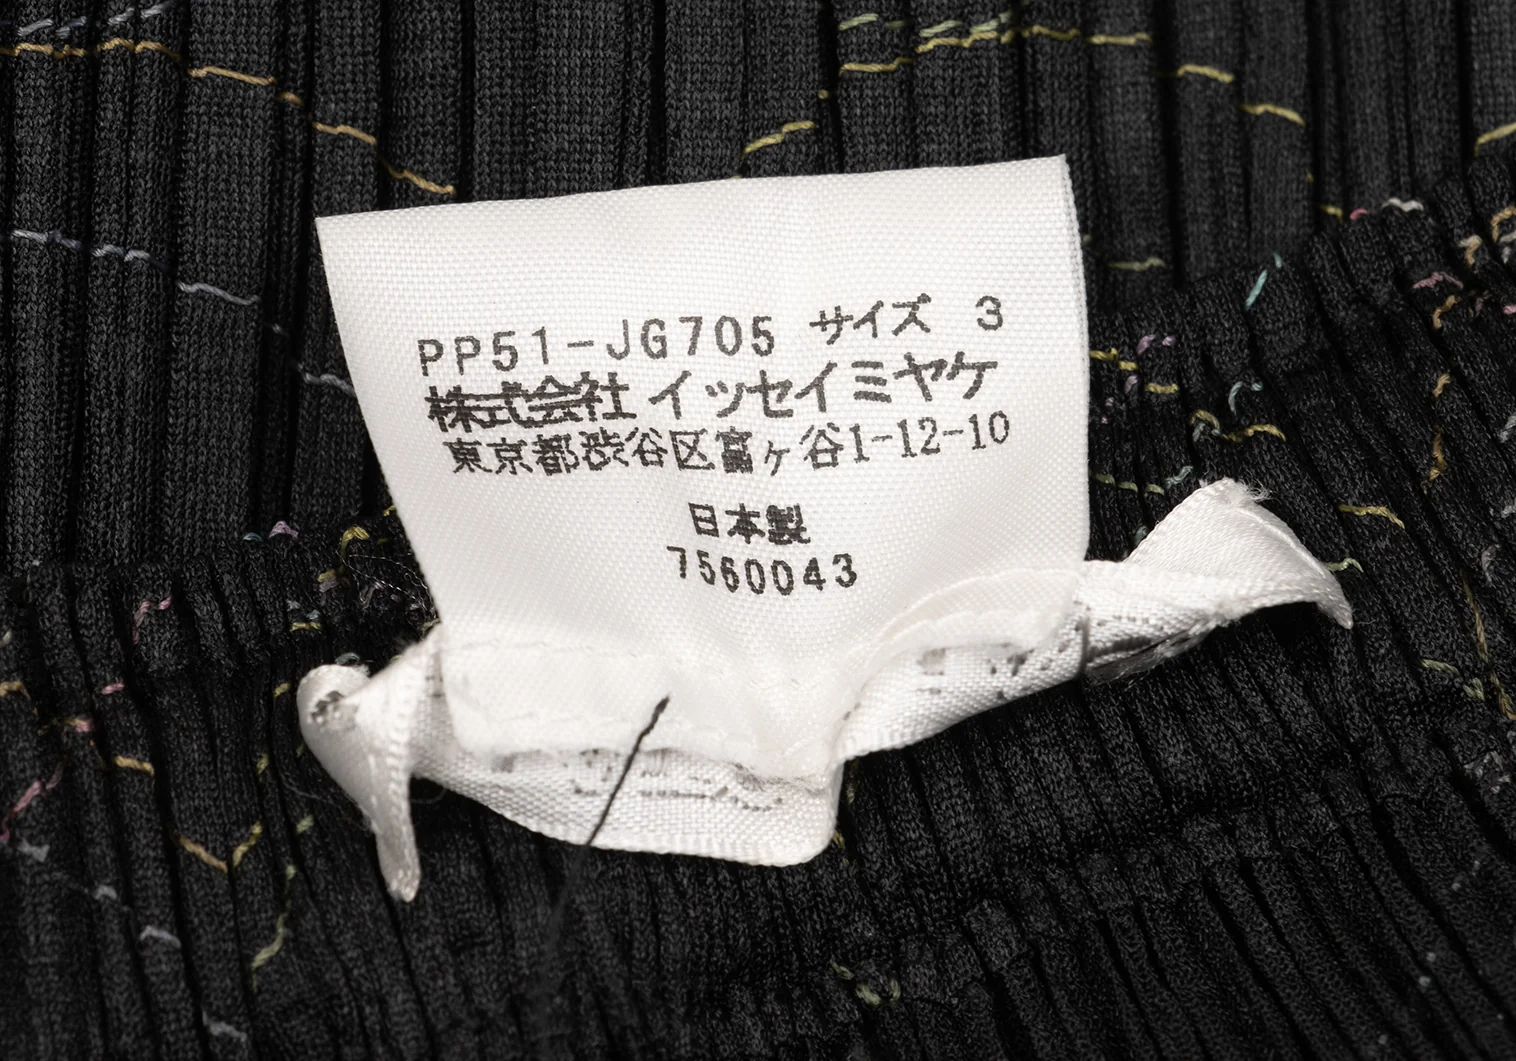 PP51-JG705 サイズ 3
株式会社 イッセイミヤケ
東京都渋谷区富ヶ谷1-12-10
日本製
7560043